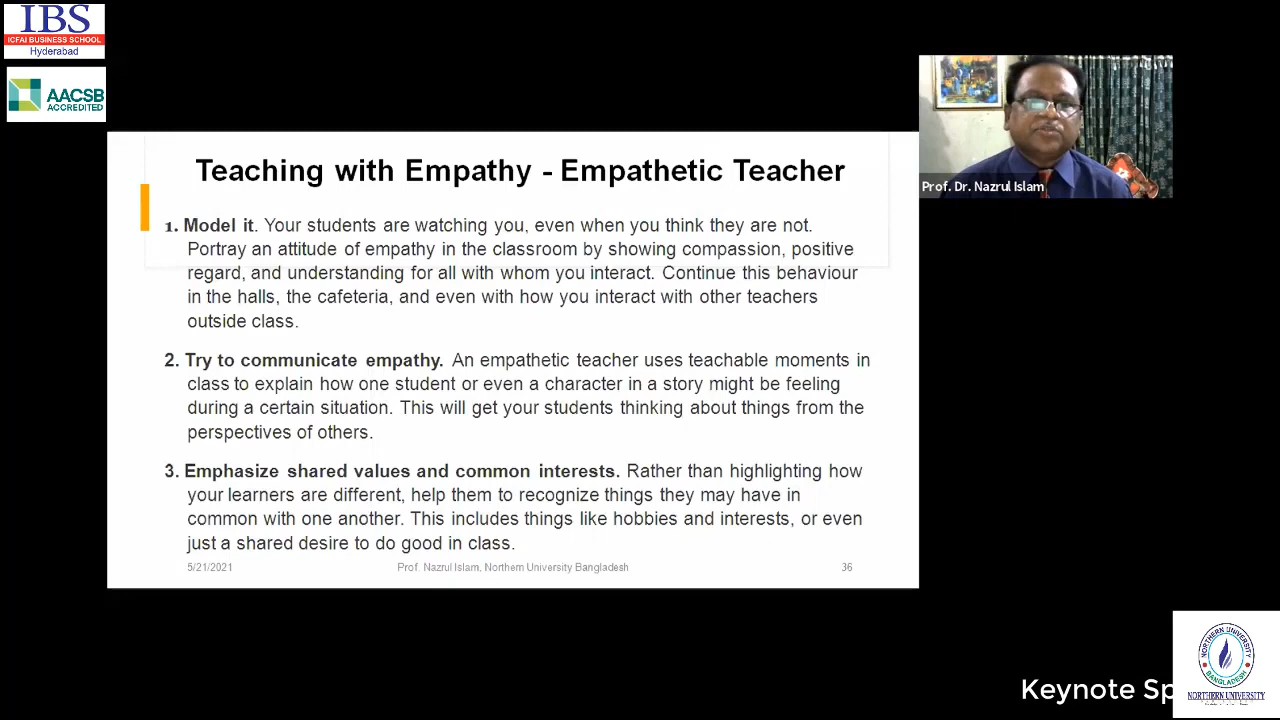 IBS
ICFAI BUSINESS SCHOOL
Hyderabad
AACSB
ACCREDITED
Prof. Dr. Nazrul Islam
Teaching with Empathy - Empathetic Teacher
1. Model it. Your students are watching you, even when you think they are not.
Portray an attitude of empathy in the classroom by showing compassion, positive
regard, and understanding for all with whom you interact. Continue this behaviour
in the halls, the cafeteria, and even with how you interact with other teachers
outside class.
2. Try to communicate empathy. An empathetic teacher uses teachable moments in
class to explain how one student or even a character in a story might be feeling
during a certain situation. This will get your students thinking about things from the
perspectives of others.
3. Emphasize shared values and common interests. Rather than highlighting how
your learners are different, help them to recognize things they may have in
common with one another. This includes things like hobbies and interests, or even
just a shared desire to do good in class.
5/21/2021
Prof. Nazrul Islam, Northern University Bangladesh
36
Keynote Sp
NORTHERN UNIVERSITY
BANGLADESH
NORTHERN UNIVERSITY